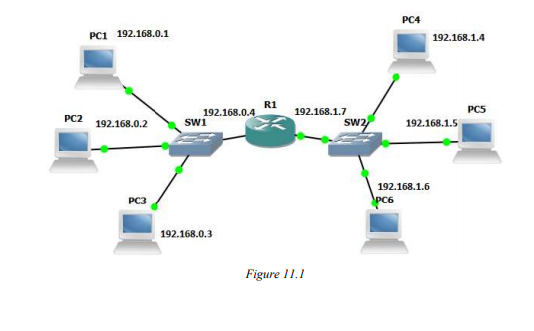 PC1 192.168.0.1
PC4
192.168.1.4
PC2
192.168.0.2
SW1
192.168.0.4
R1
192.168.1.7
SW2
192.168.1.5
PC5
PC3
192.168.0.3
192.168.1.6
PC6
Figure 11.1